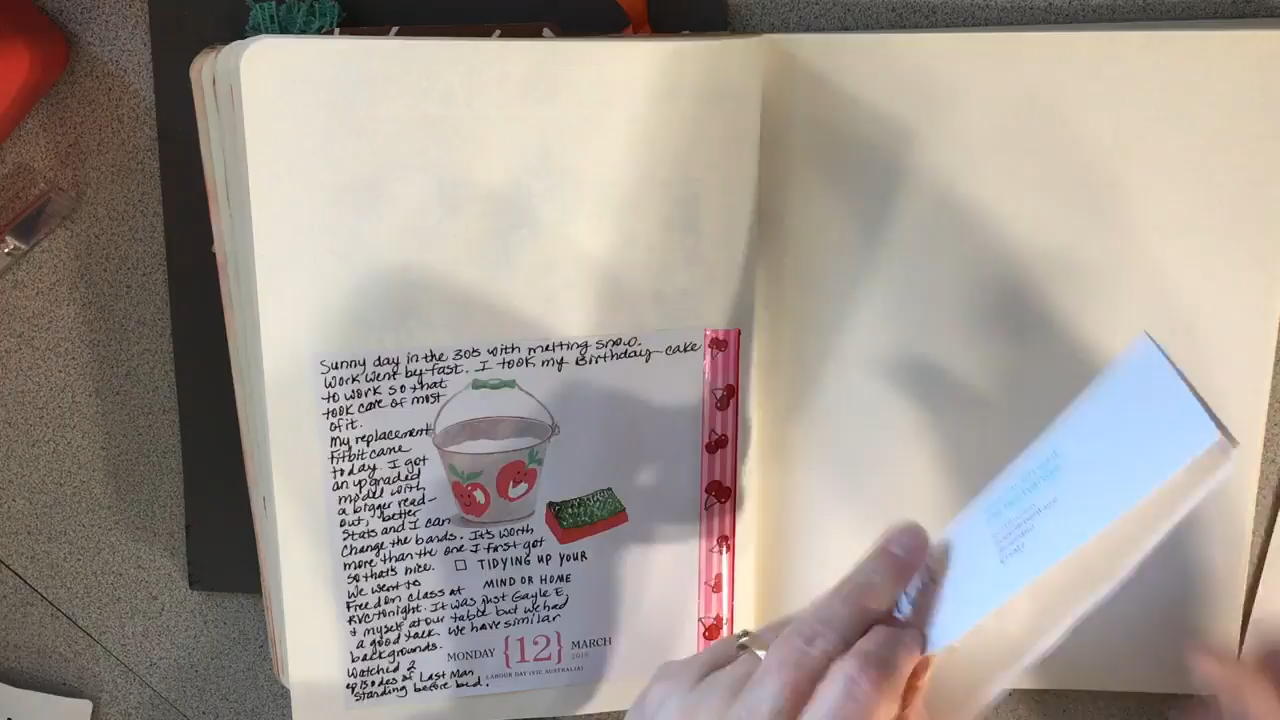 Sunny day in the 30s with melting snow.
Work went by fast. I took my Birthday cake
to work so that
took care of most
of it.
My replacement
Fitbit came
today. I got
an upgraded
model with
a bigger read-
out, better
stats and I can
change the bands. It's worth
more than the one I first got
so that's nice.
We went to
Freedom class at
RVC tonight. It was just Gayle E,
+ myself at our table but we had
a good talk. We have similar
backgrounds.
Watched 2
episodes of Last Man
Standing before bed.
TIDYING UP YOUR
MIND OR HOME
MONDAY {12} MARCH
2018
LABOUR DAY (VIC AUSTRALIA)